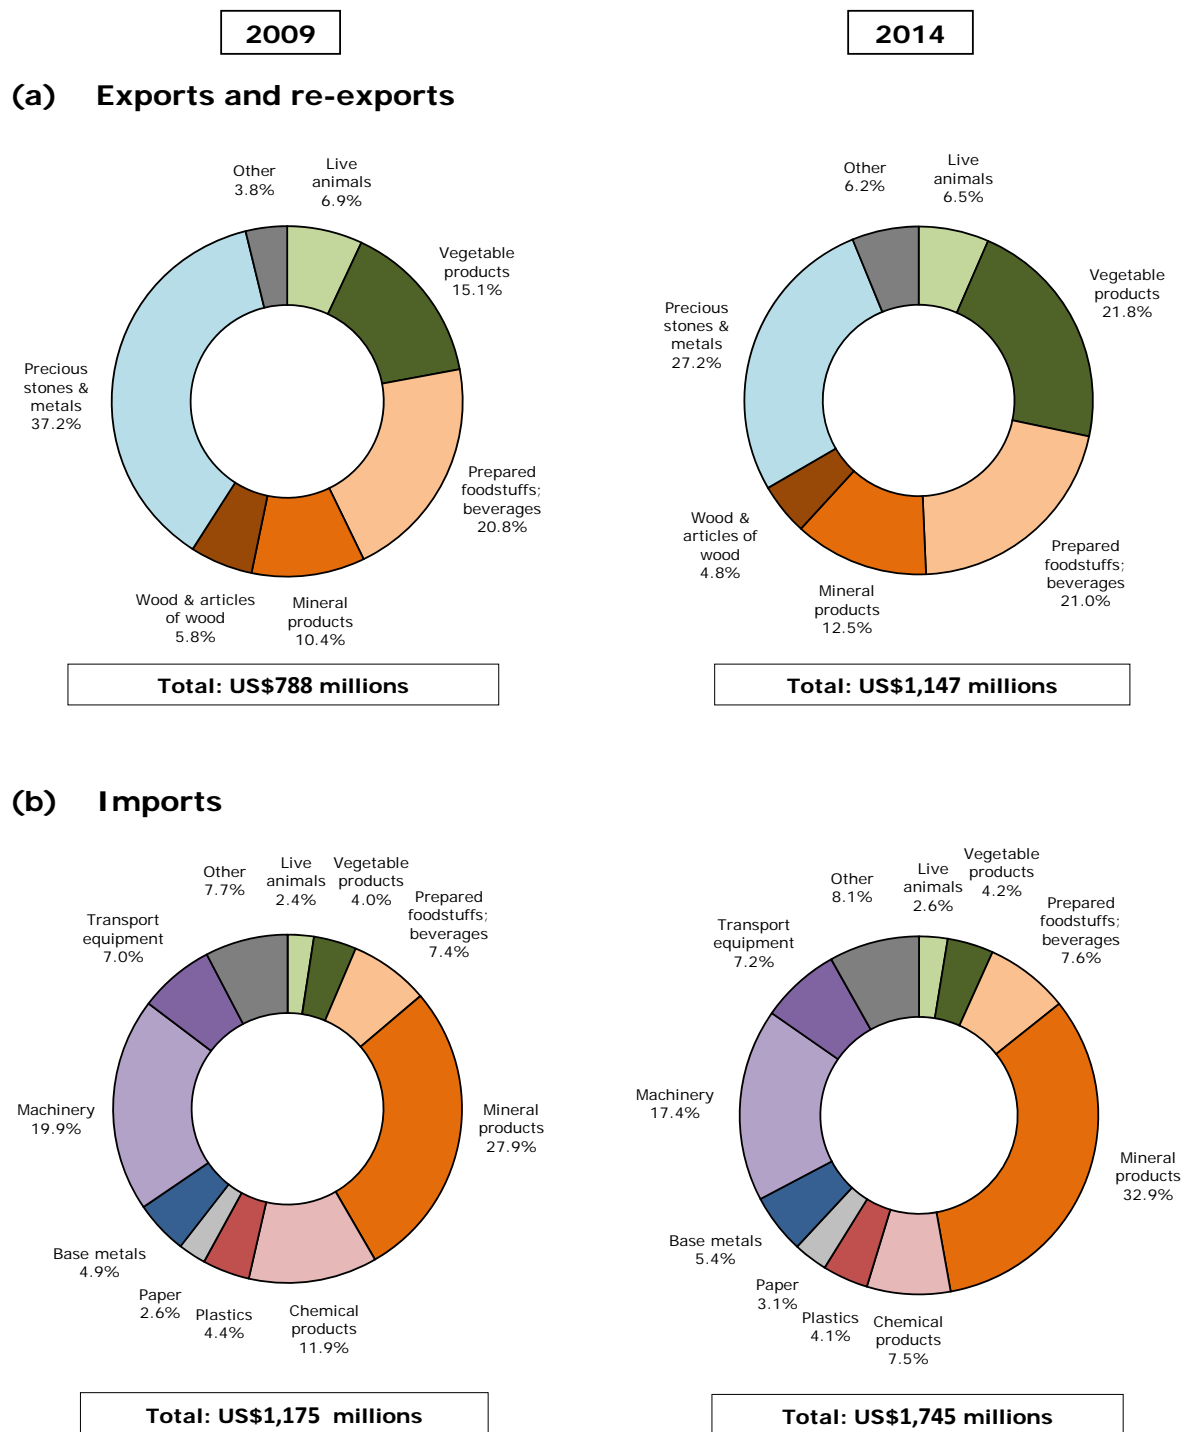 2009
2014
(a) Exports and re-exports
Other
3.8%
Live
animals
6.9%
Vegetable
products
15.1%
Prepared
foodstuffs;
beverages
20.8%
Mineral
products
10.4%
Wood & articles
of wood
5.8%
Precious
stones &
metals
37.2%
Total: US$788 millions
Other
6.2%
Live
animals
6.5%
Vegetable
products
21.8%
Prepared
foodstuffs;
beverages
21.0%
Mineral
products
12.5%
Wood &
articles of
wood
4.8%
Precious
stones &
metals
27.2%
Total: US$1,147 millions
(b) Imports
Other
7.7%
Live
animals
2.4%
Vegetable
products
4.0%
Prepared
foodstuffs;
beverages
7.4%
Mineral
products
27.9%
Chemical
products
11.9%
Plastics
4.4%
Paper
2.6%
Base metals
4.9%
Machinery
19.9%
Transport
equipment
7.0%
Total: US$1,175 millions
Other
8.1%
Live
animals
2.6%
Vegetable
products
4.2%
Prepared
foodstuffs;
beverages
7.6%
Mineral
products
32.9%
Chemical
products
7.5%
Plastics
4.1%
Paper
3.1%
Base metals
5.4%
Machinery
17.4%
Transport
equipment
7.2%
Total: US$1,745 millions